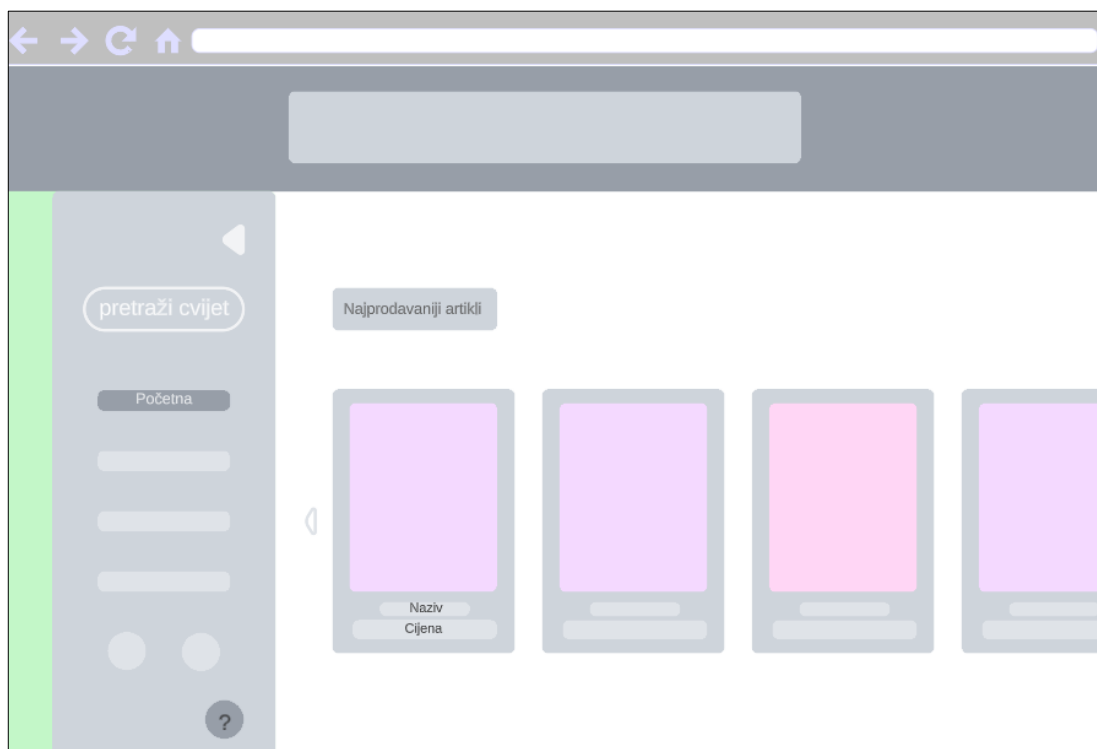 pretraži cvijet
Početna
?
Najprodavaniji artikli
Naziv
Cijena